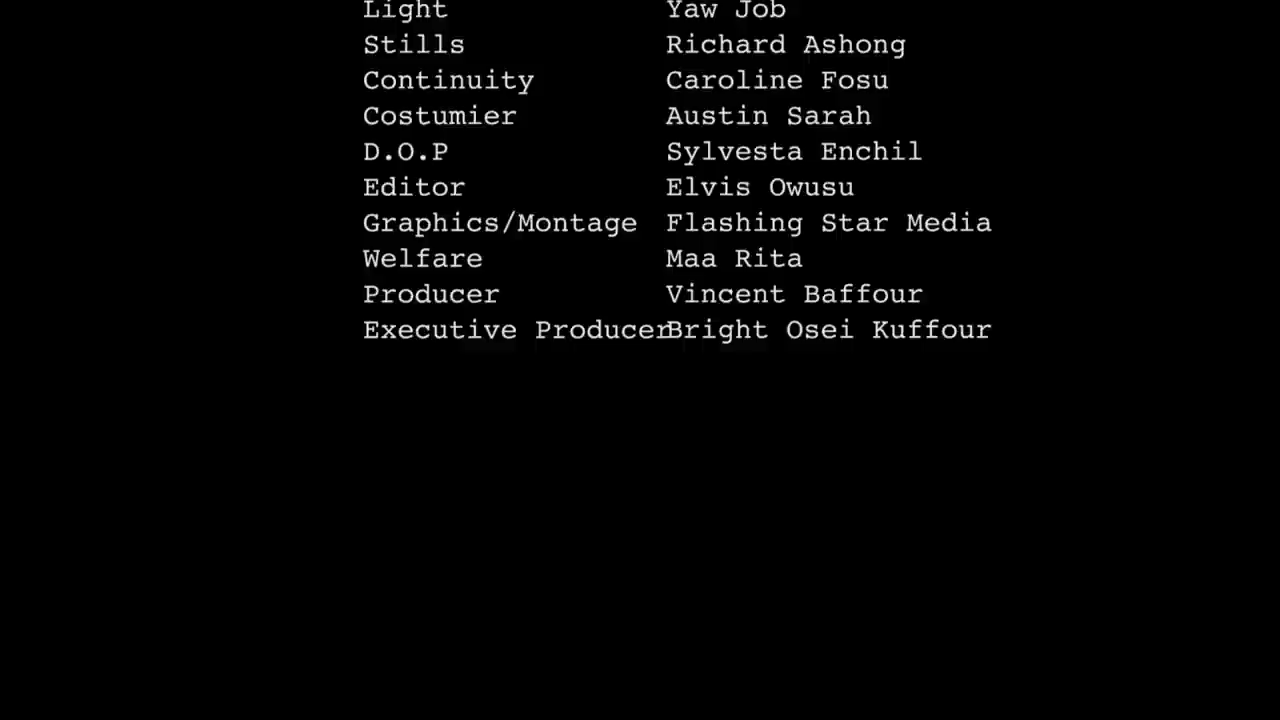 Light Yaw Job
Stills Richard Ashong
Continuity Caroline Fosu
Costumier Austin Sarah
D.O.P Sylvesta Enchil
Editor Elvis Owusu
Graphics/Montage Flashing Star Media
Welfare Maa Rita
Producer Vincent Baffour
Executive Producer Bright Osei Kuffour